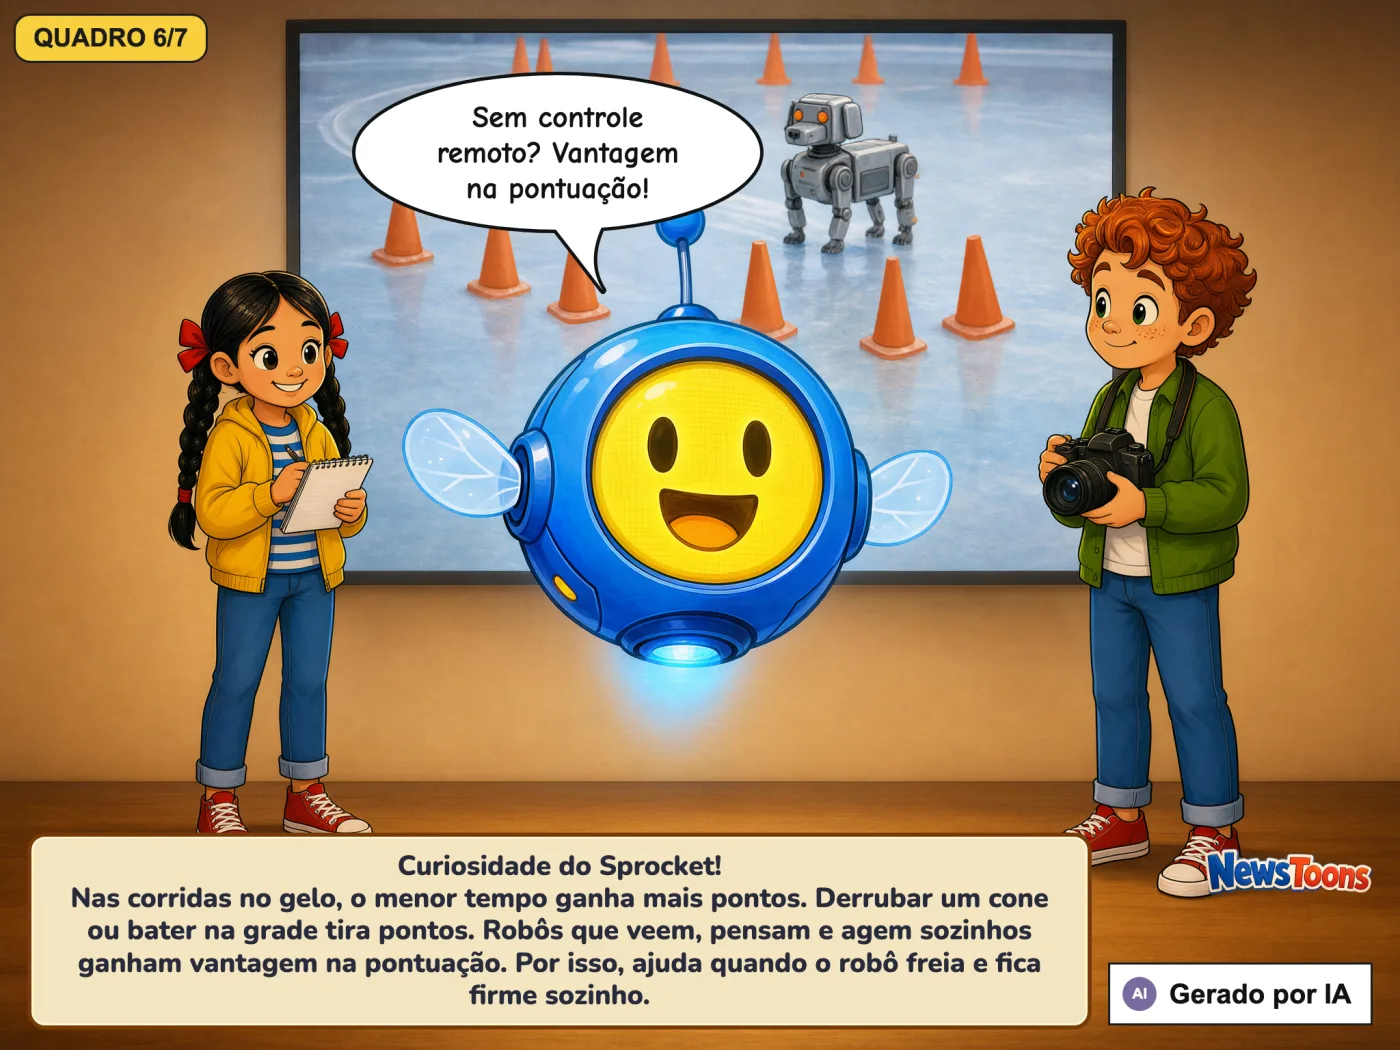 QUADRO 6/7
Sem controle
remoto? Vantagem
na pontuação!
Curiosidade do Sprocket!
Nas corridas no gelo, o menor tempo ganha mais pontos. Derrubar um cone
ou bater na grade tira pontos. Robôs que veem, pensam e agem sozinhos
ganham vantagem na pontuação. Por isso, ajuda quando o robô freia e fica
firme sozinho.
NewsToons
AI Gerado por IA